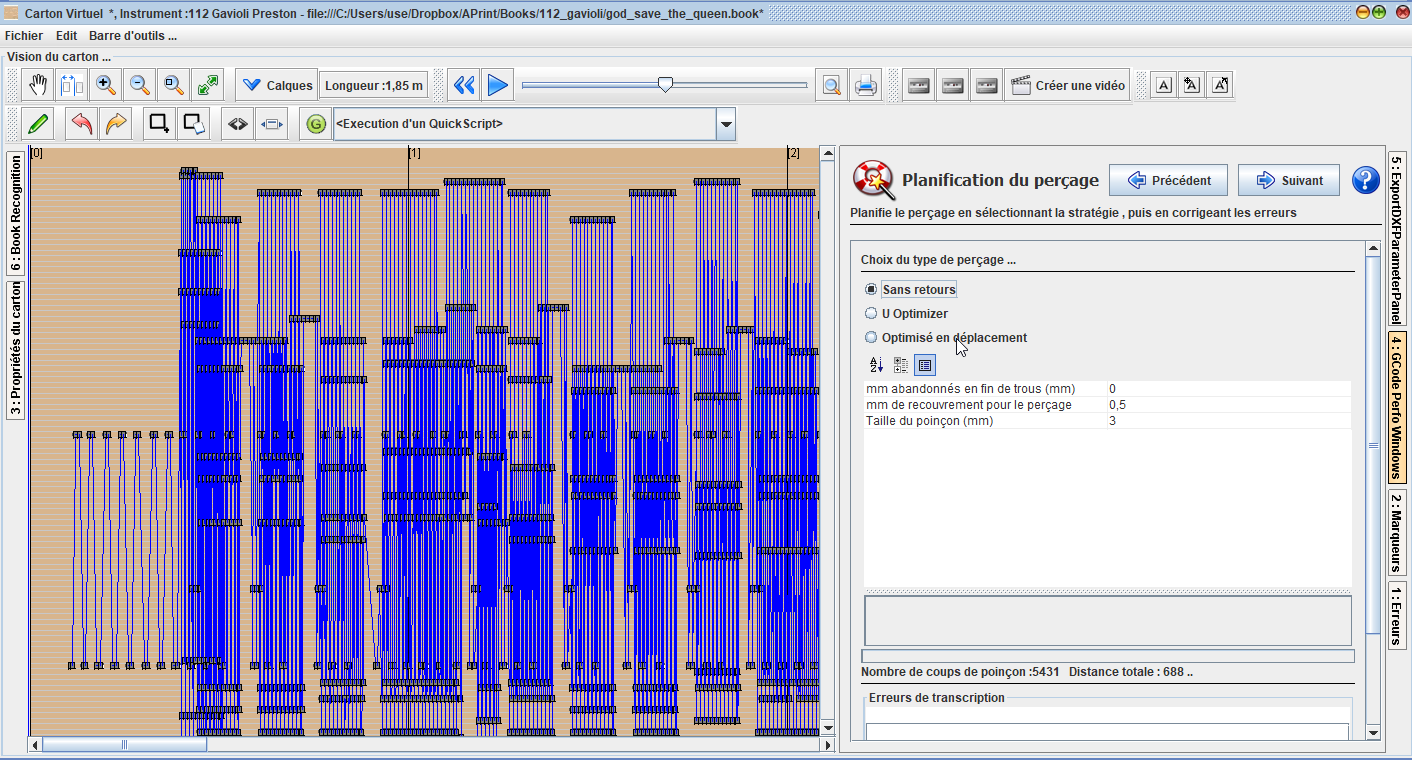 Carton Virtuel *, Instrument :112 Gavioli Preston - file:///C:/Users/use/Dropbox/APrint/Books/112_gavioli/god_save_the_queen.book*
Fichier Edit Barre d'outils ...
Vision du carton ...
Calques Longueur :1,85 m Créer une vidéo A A A
G <Execution d'un QuickScript>
6 : Book Recognition
3 : Propriétés du carton
[0] [1] [2]
Planification du perçage Précédent Suivant ?
Planifie le perçage en sélectionnant la stratégie , puis en corrigeant les erreurs
Choix du type de perçage ...
Sans retours
U Optimizer
Optimisé en déplacement
A Z
mm abandonnés en fin de trous (mm) 0
mm de recouvrement pour le perçage 0,5
Taille du poinçon (mm) 3
Nombre de coups de poinçon :5431 Distance totale : 688 ..
Erreurs de transcription
5 : ExportDXFParameterPanel
4 : GCode Perfo Windows
2 : Marqueurs
1 : Erreurs